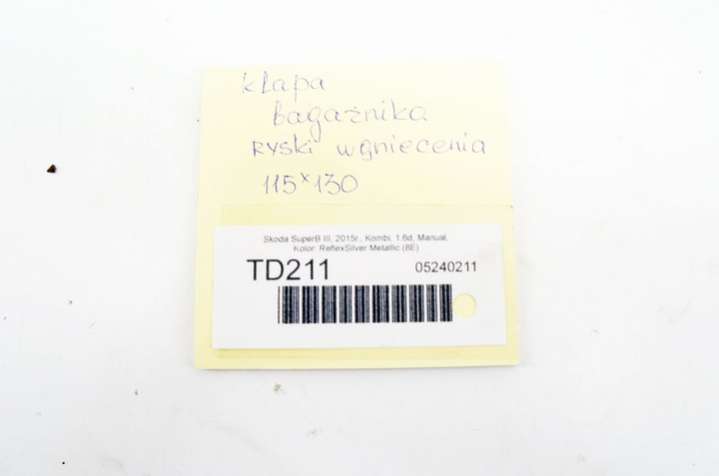 Klapa
bagażnika
RYSKi wgniecenia
115x130
Skoda SuperB III, 2015r., Kombi, 1.6d, Manual,
Kolor: ReflexSilver Metallic (8E)
TD211 05240211